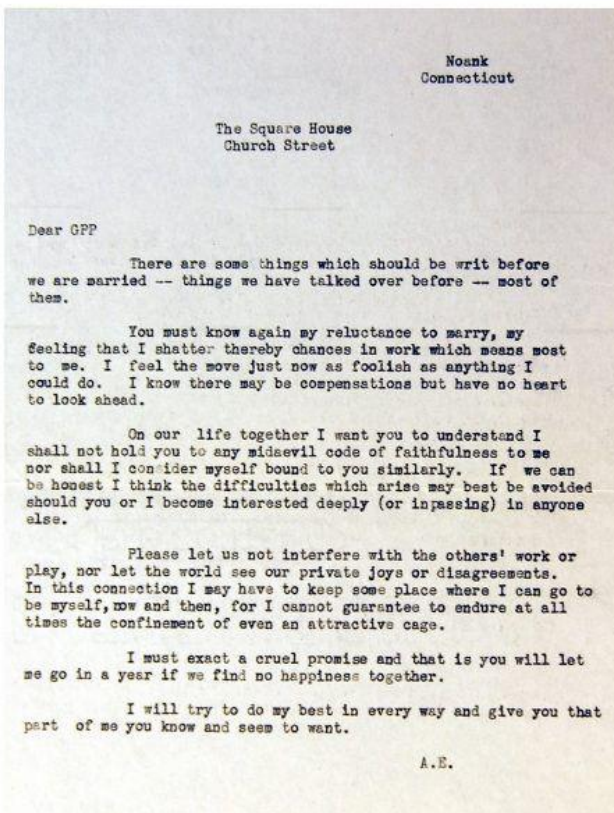 Noank
Connecticut
The Square House
Church Street
Dear GPP
There are some things which should be writ before
we are married -- things we have talked over before -- most of
them.
You must know again my reluctance to marry, my
feeling that I shatter thereby chances in work which means most
to me. I feel the move just now as foolish as anything I
could do. I know there may be compensations but have no heart
to look ahead.
On our life together I want you to understand I
shall not hold you to any midaevil code of faithfulness to me
nor shall I consider myself bound to you similarly. If we can
be honest I think the difficulties which arise may best be avoided
should you or I become interested deeply (or inpassing) in anyone
else.
Please let us not interfere with the others' work or
play, nor let the world see our private joys or disagreements.
In this connection I may have to keep some place where I can go to
be myself, now and then, for I cannot guarantee to endure at all
times the confinement of even an attractive cage.
I must exact a cruel promise and that is you will let
me go in a year if we find no happiness together.
I will try to do my best in every way and give you that
part of me you know and seem to want.
A.E.